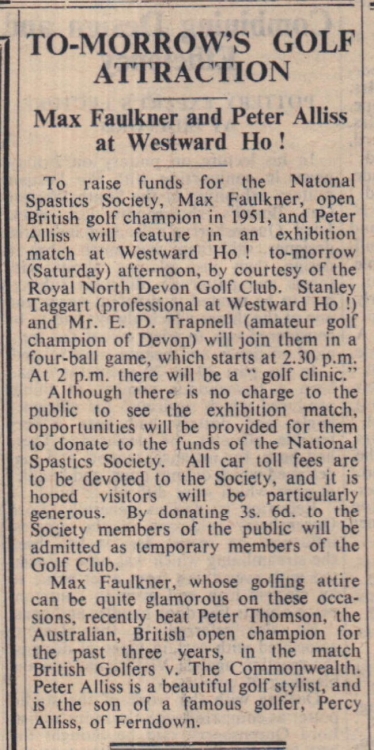 TO-MORROW'S GOLF
ATTRACTION
Max Faulkner and Peter Alliss
at Westward Ho !
To raise funds for the Natonal
Spastics Society, Max Faulkner, open
British golf champion in 1951, and Peter
Alliss will feature in an exhibition
match at Westward Ho ! to-morrow
(Saturday) afternoon, by courtesy of the
Royal North Devon Golf Club. Stanley
Taggart (professional at Westward Ho !)
and Mr. E. D. Trapnell (amateur golf
champion of Devon) will join them in a
four-ball game, which starts at 2.30 p.m.
At 2 p.m. there will be a " golf clinic."
Although there is no charge to the
public to see the exhibition match,
opportunities will be provided for them
to donate to the funds of the National
Spastics Society. All car toll fees are
to be devoted to the Society, and it is
hoped visitors will be particularly
generous. By donating 3s. 6d. to the
Society members of the public will be
admitted as temporary members of the
Golf Club.
Max Faulkner, whose golfing attire
can be quite glamorous on these occa-
sions, recently beat Peter Thomson, the
Australian, British open champion for
the past three years, in the match
British Golfers v. The Commonwealth.
Peter Alliss is a beautiful golf stylist, and
is the son of a famous golfer, Percy
Alliss, of Ferndown.